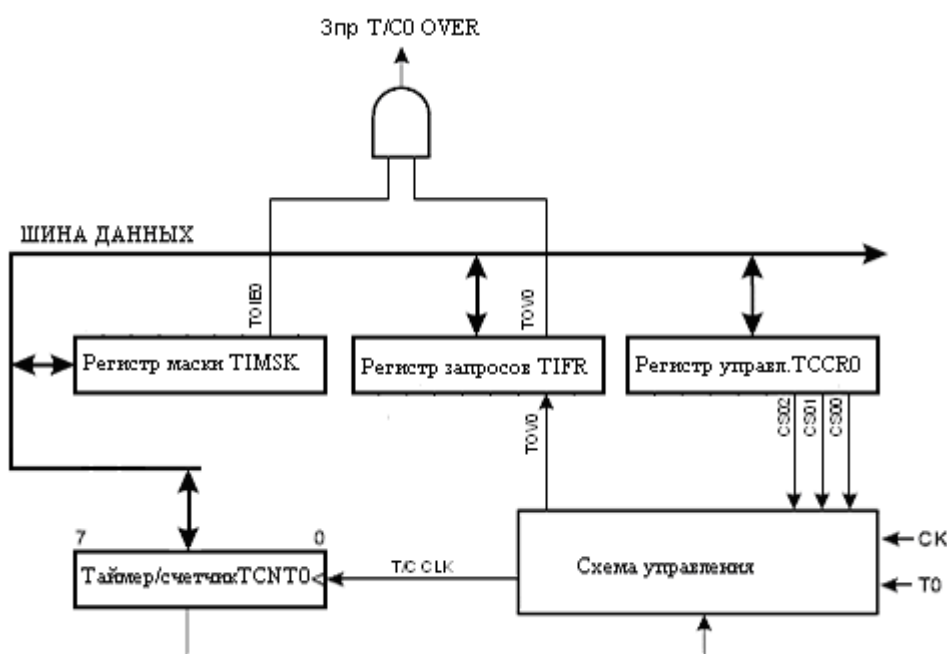 Зпр T/C0 OVER
ШИНА ДАННЫХ
TOIE0
TOV0
Регистр маски TIMSK
Регистр запросов TIFR
Регистр управл.TCCR0
TOV0
CS02
CS01
CS00
7
0
Таймер/счетчикTCNT0
T/C CLK
Схема управления
CK
T0